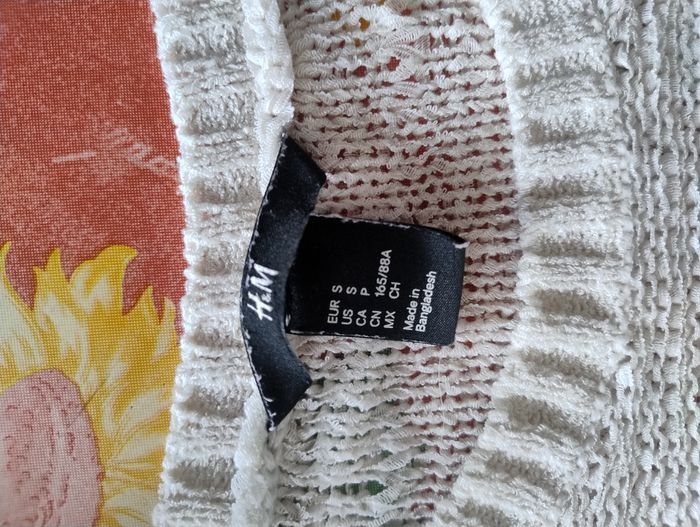 H&M
EUR S
US S
CA P
CN 165/88A
MX CH
Made in
Bangladesh